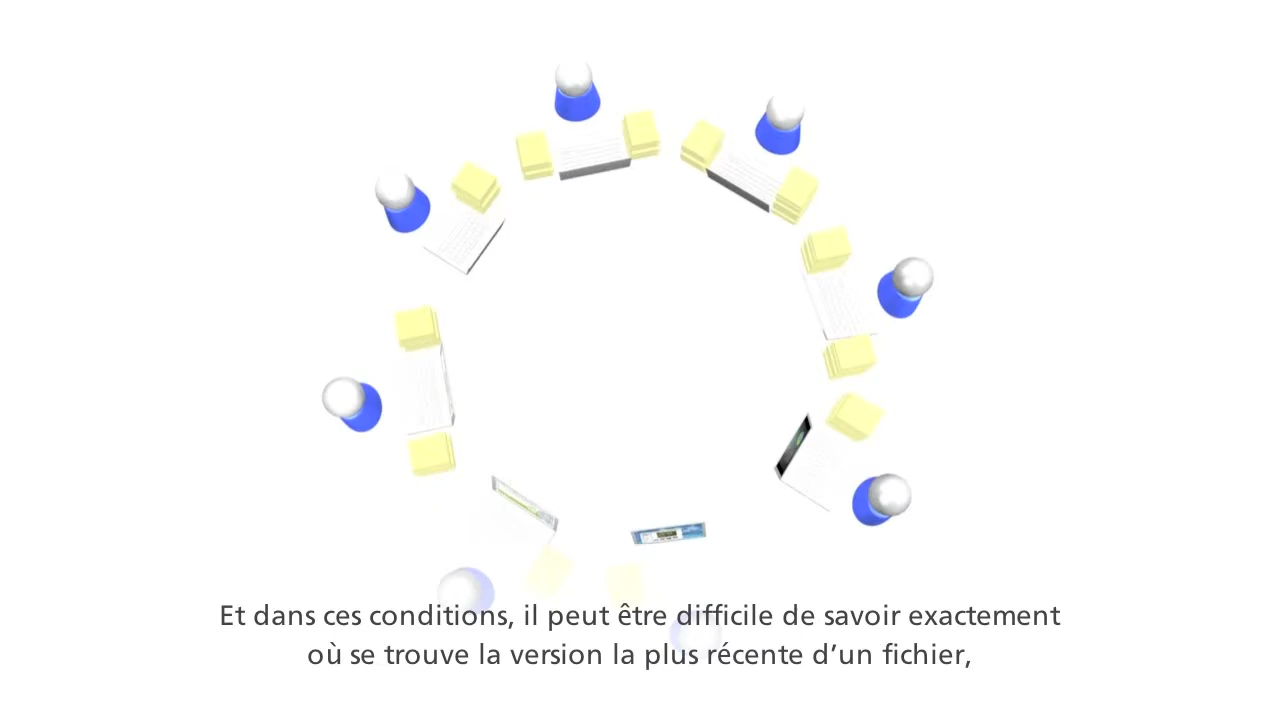 Et dans ces conditions, il peut être difficile de savoir exactement
où se trouve la version la plus récente d’un fichier,